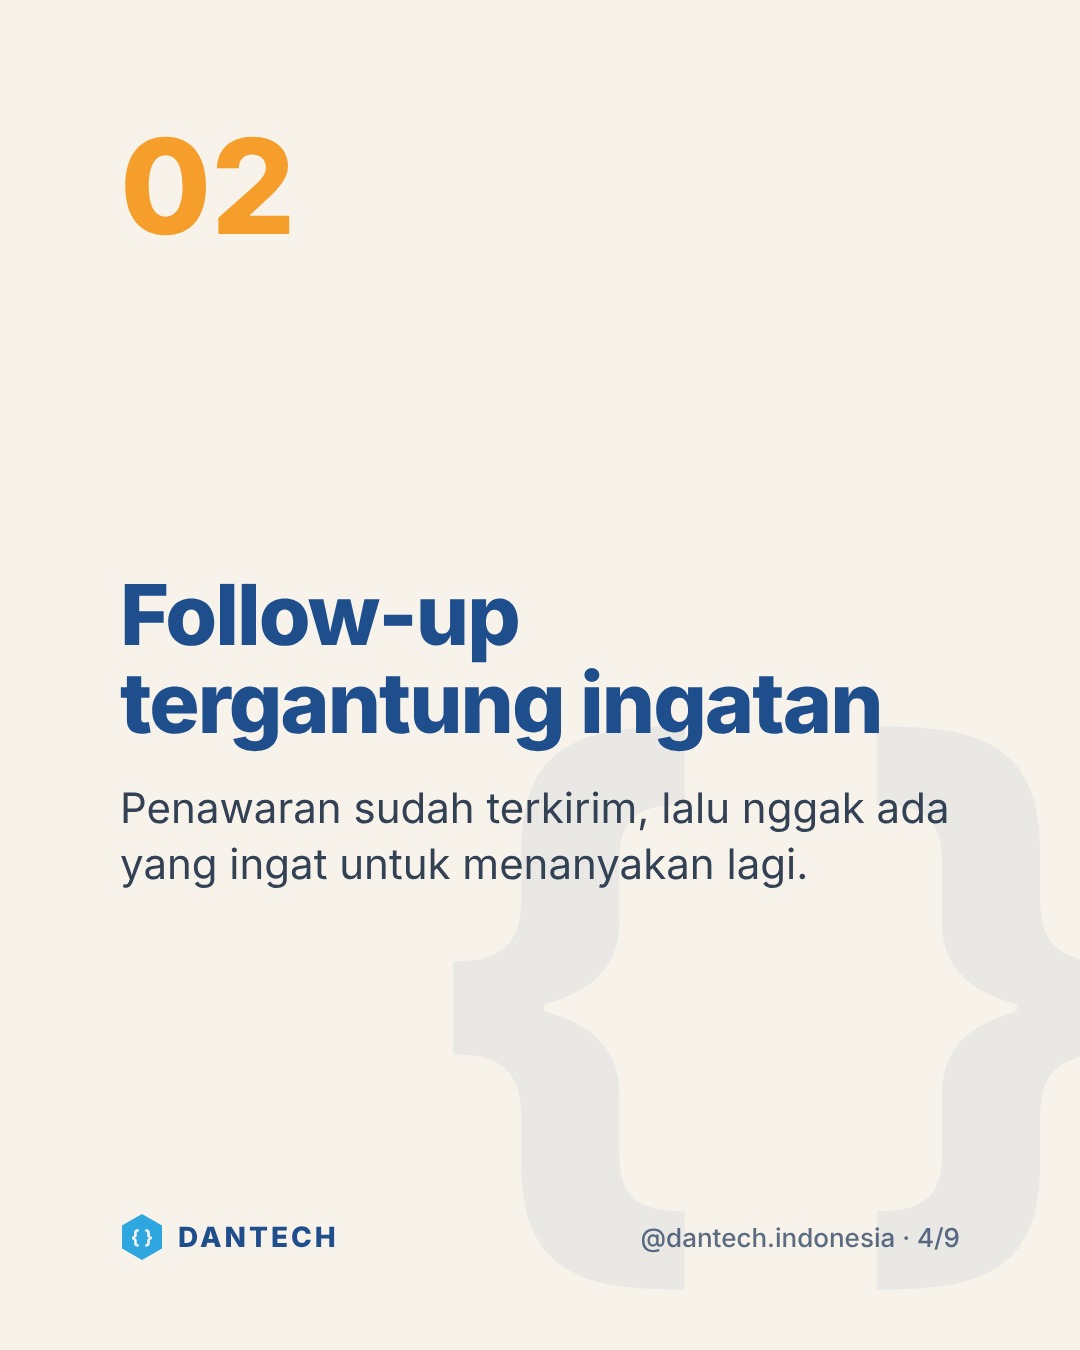 02
Follow-up
tergantung ingatan
Penawaran sudah terkirim, lalu nggak ada
yang ingat untuk menanyakan lagi.
{} DANTECH
@dantech.indonesia · 4/9
{}